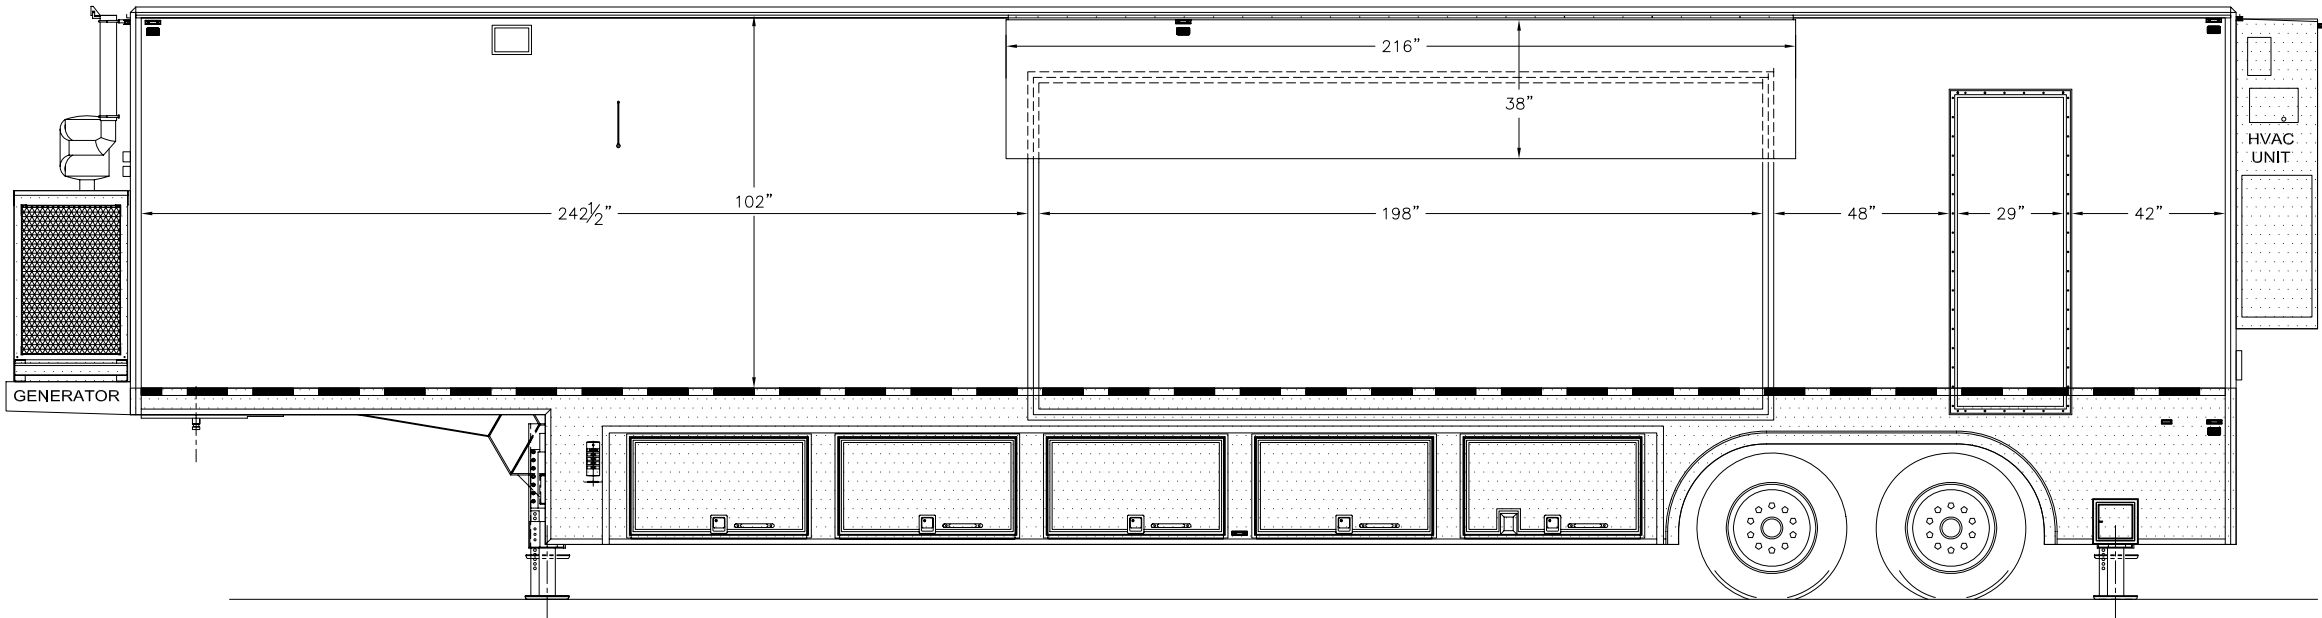 216”
38”
HVAC
UNIT
102”
242½”
198”
48”
29”
42”
GENERATOR